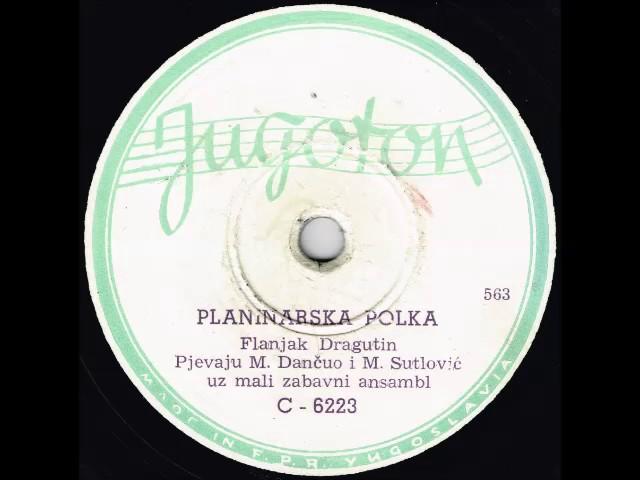 Jugoton
563
PLANINARSKA POLKA
Flanjak Dragutin
Pjevaju M. Dančuo i M. Sutlović
uz mali zabavni ansambl
C - 6223
MADE IN F.P.R. YUGOSLAVIA